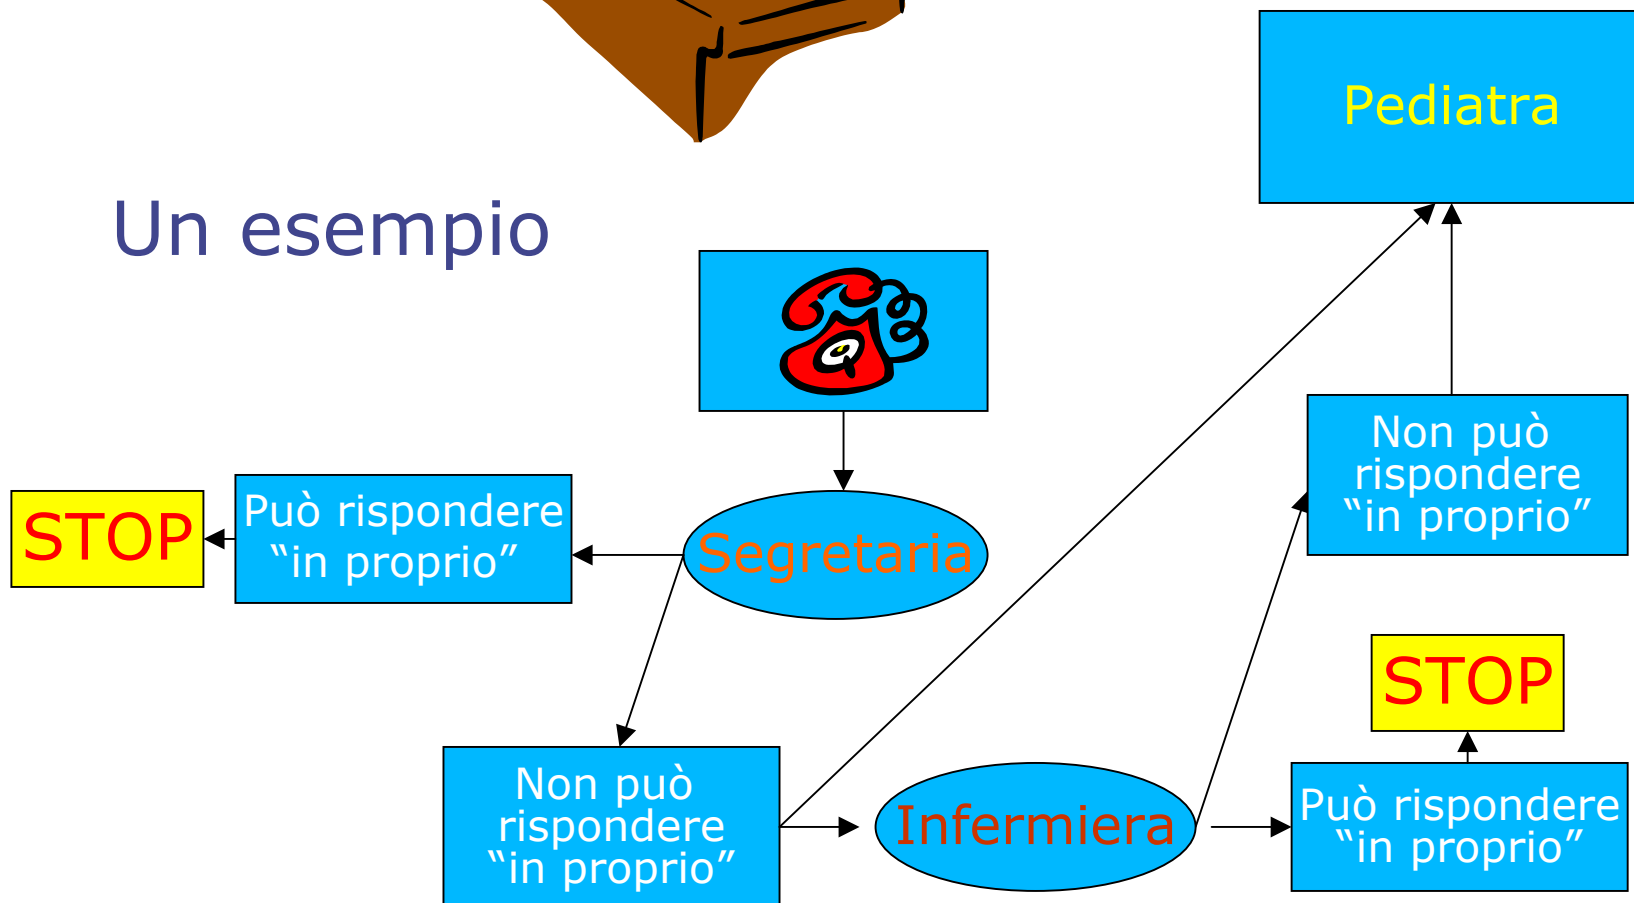 Pediatra
Un esempio
Non può
rispondere
“in proprio”
STOP
Può rispondere
“in proprio”
Segretaria
STOP
Non può
rispondere
“in proprio”
Infermiera
Può rispondere
“in proprio”